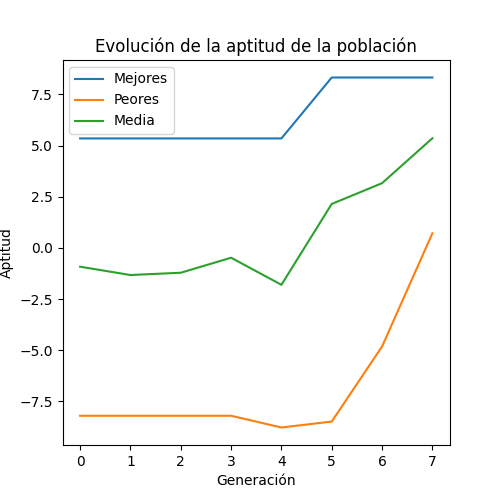 Evolución de la aptitud de la población
Mejores
Peores
Media
Aptitud
7.5
5.0
2.5
0.0
−2.5
−5.0
−7.5
0 1 2 3 4 5 6 7
Generación